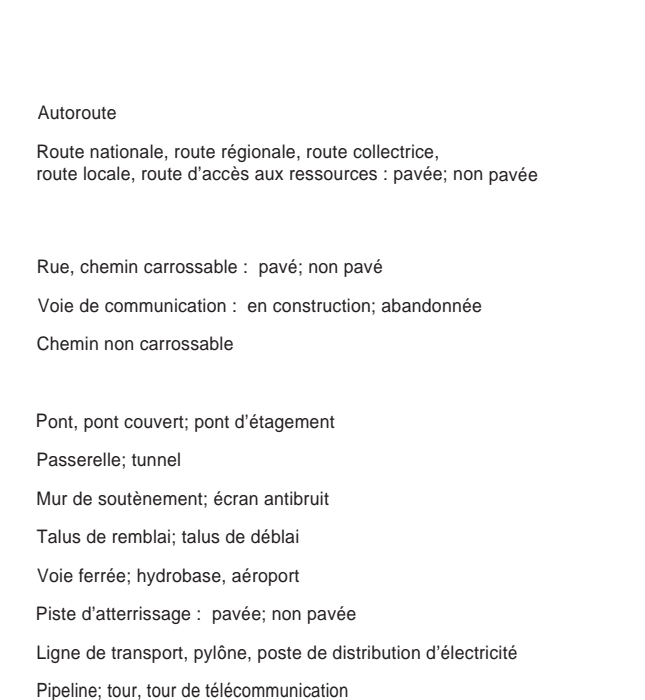 Autoroute
Route nationale, route régionale, route collectrice,
route locale, route d'accès aux ressources : pavée; non pavée
Rue, chemin carrossable : pavé; non pavé
Voie de communication : en construction; abandonnée
Chemin non carrossable
Pont, pont couvert; pont d'étagement
Passerelle; tunnel
Mur de soutènement; écran antibruit
Talus de remblai; talus de déblai
Voie ferrée; hydrobase, aéroport
Piste d'atterrissage : pavée; non pavée
Ligne de transport, pylône, poste de distribution d'électricité
Pipeline; tour, tour de télécommunication